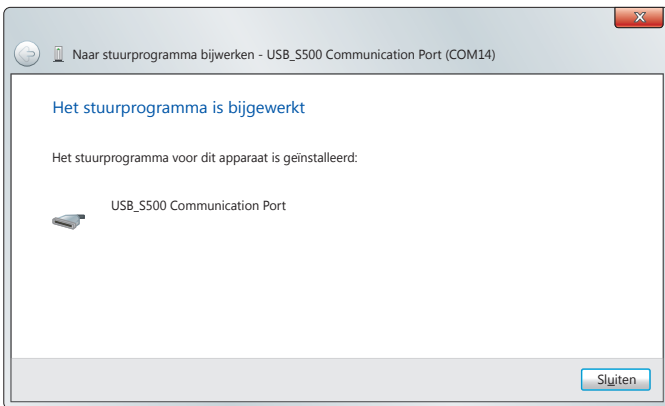 Naar stuurprogramma bijwerken - USB_S500 Communication Port (COM14)
Het stuurprogramma is bijgewerkt
Het stuurprogramma voor dit apparaat is geïnstalleerd:
USB_S500 Communication Port
Sluiten